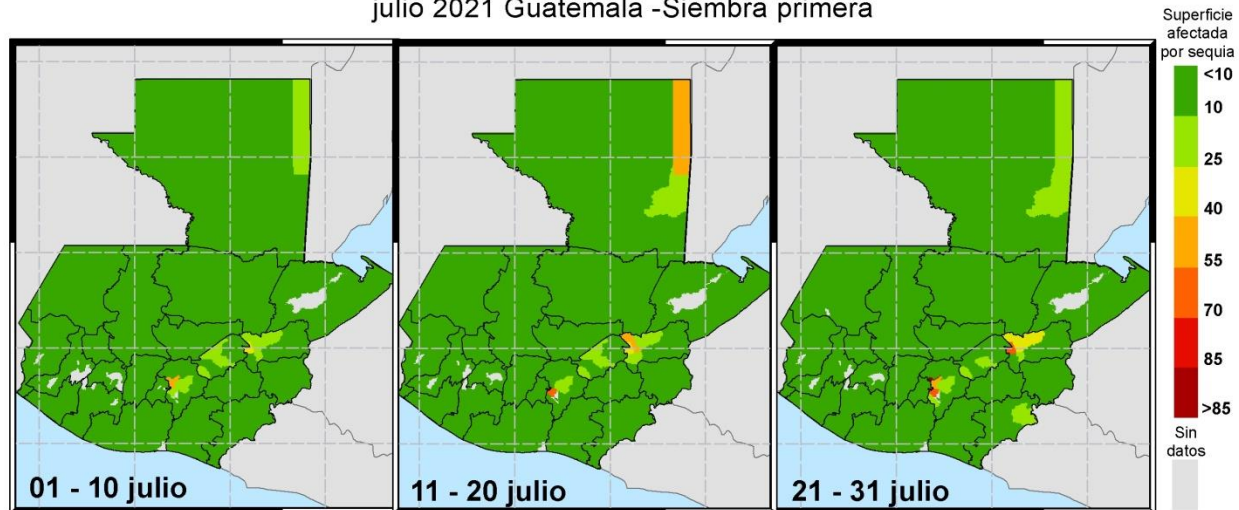 julio 2021 Guatemala -Siembra primera
Superficie
afectada
por sequia
<10
10
25
40
55
70
85
>85
Sin
datos
01 - 10 julio
11 - 20 julio
21 - 31 julio